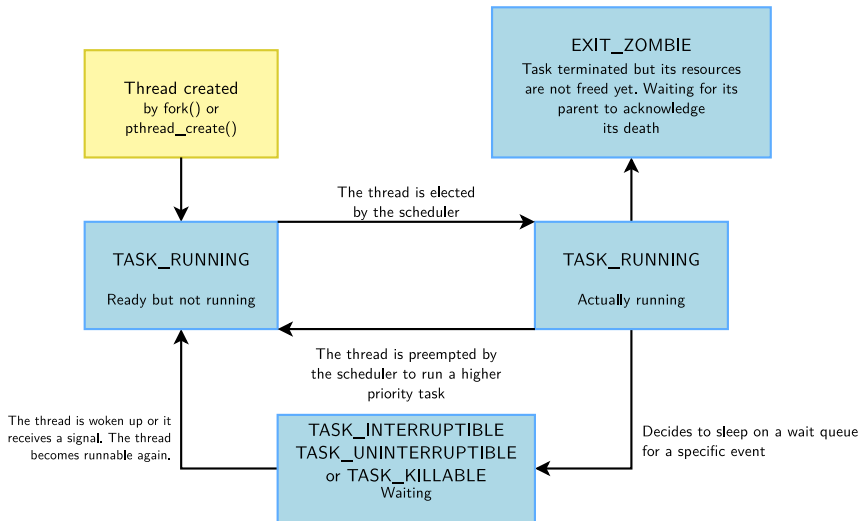 Thread created
by fork() or
pthread_create()
EXIT_ZOMBIE
Task terminated but its resources
are not freed yet. Waiting for its
parent to acknowledge
its death
The thread is elected
by the scheduler
TASK_RUNNING
Ready but not running
TASK_RUNNING
Actually running
The thread is preempted by
the scheduler to run a higher
priority task
The thread is woken up or it
receives a signal. The thread
becomes runnable again.
TASK_INTERRUPTIBLE
TASK_UNINTERRUPTIBLE
or TASK_KILLABLE
Waiting
Decides to sleep on a wait queue
for a specific event